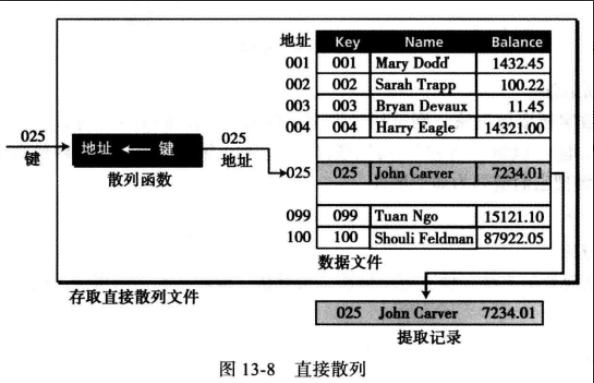 地址 Key Name Balance
001 001 Mary Dodd 1432.45
002 002 Sarah Trapp 100.22
003 003 Bryan Devaux 11.45
004 004 Harry Eagle 14321.00
025 键
地址 ← 键
散列函数
025 地址
025 025 John Carver 7234.01
099 099 Tuan Ngo 15121.10
100 100 Shouli Feldman 87922.05
数据文件
存取直接散列文件
025 John Carver 7234.01
提取记录
图 13-8 直接散列